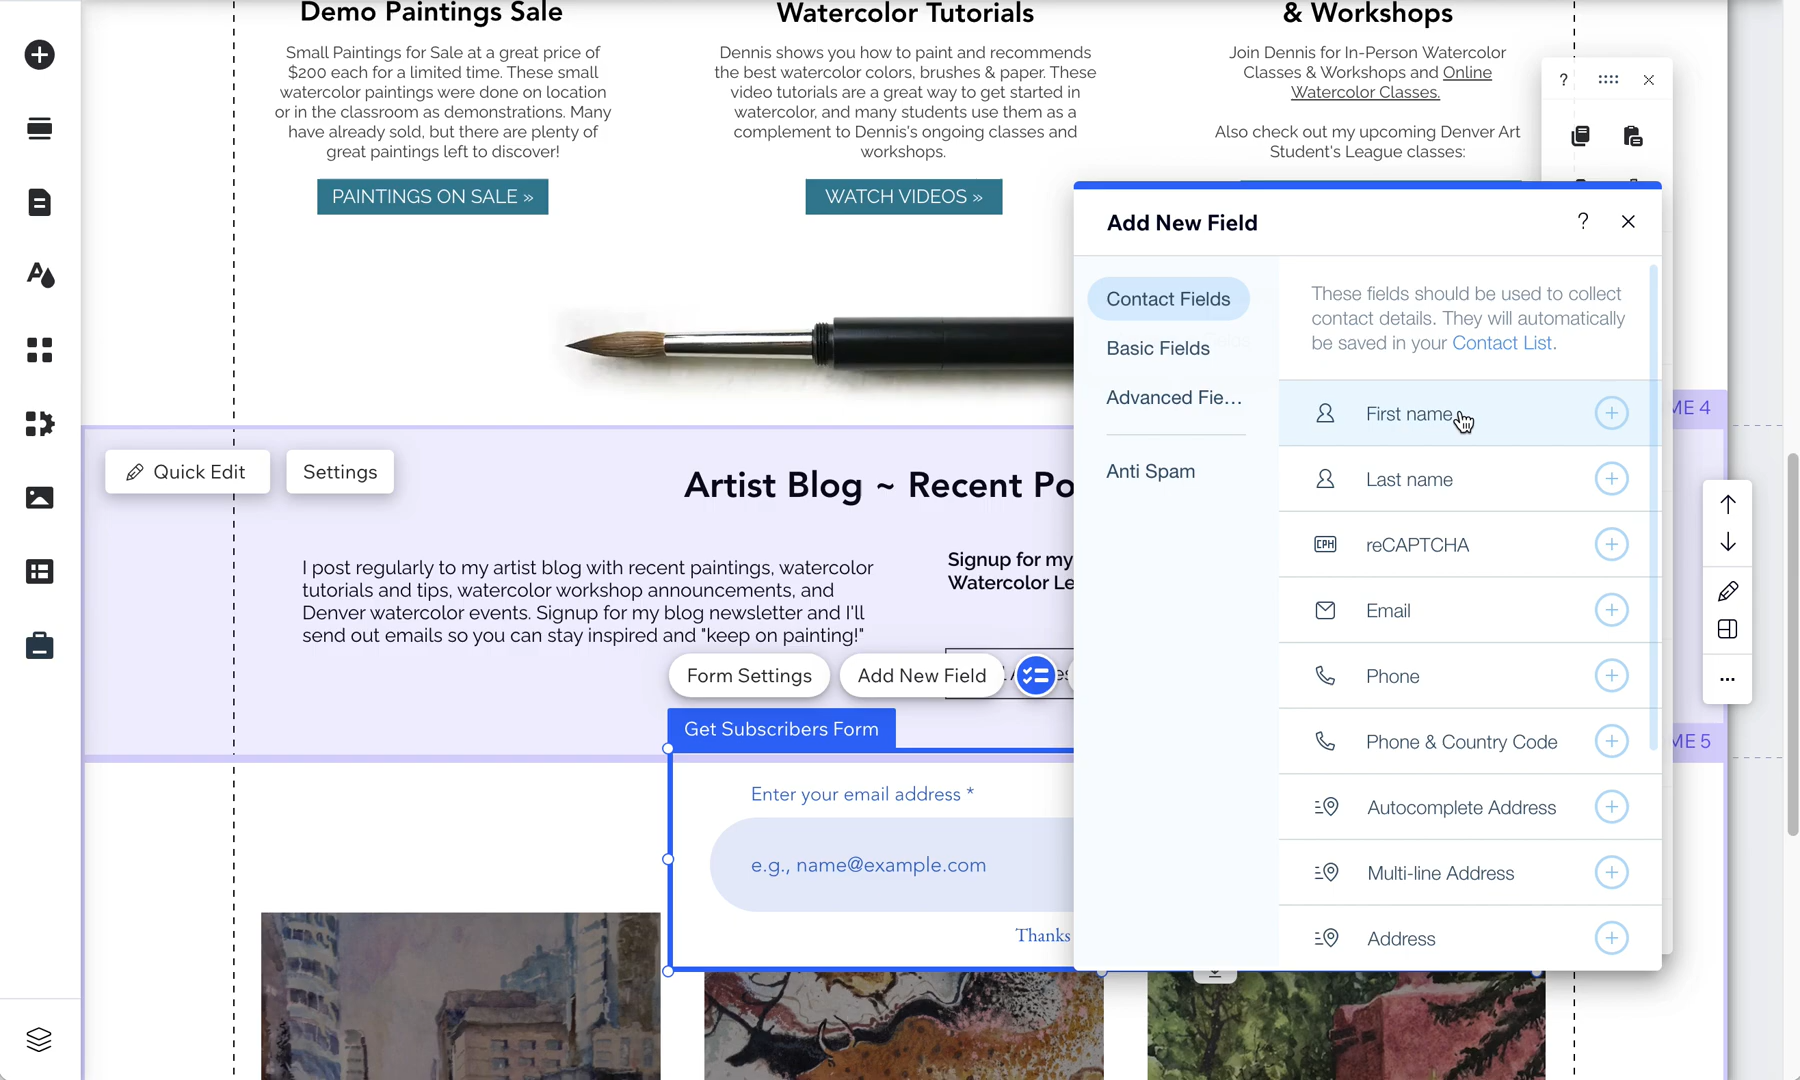 Demo Paintings Sale
Small Paintings for Sale at a great price of
$200 each for a limited time. These small
watercolor paintings were done on location
or in the classroom as demonstrations. Many
have already sold, but there are plenty of
great paintings left to discover!
PAINTINGS ON SALE »
Watercolor Tutorials
Dennis shows you how to paint and recommends
the best watercolor colors, brushes & paper. These
video tutorials are a great way to get started in
watercolor, and many students use them as a
complement to Dennis's ongoing classes and
workshops.
WATCH VIDEOS »
& Workshops
Join Dennis for In-Person Watercolor
Classes & Workshops and Online
Watercolor Classes.
Also check out my upcoming Denver Art
Student's League classes:
?
Add New Field
?
Contact Fields
Basic Fields
Advanced Fie...
Anti Spam
These fields should be used to collect
contact details. They will automatically
be saved in your Contact List.
First name
Last name
CPH
reCAPTCHA
Email
Phone
Phone & Country Code
Autocomplete Address
Multi-line Address
Address
ME 4
ME 5
Quick Edit
Settings
Artist Blog ~ Recent Po
I post regularly to my artist blog with recent paintings, watercolor
tutorials and tips, watercolor workshop announcements, and
Denver watercolor events. Signup for my blog newsletter and I'll
send out emails so you can stay inspired and "keep on painting!"
Signup for my
Watercolor Le
Form Settings
Add New Field
Get Subscribers Form
Enter your email address *
e.g., name@example.com
Thanks